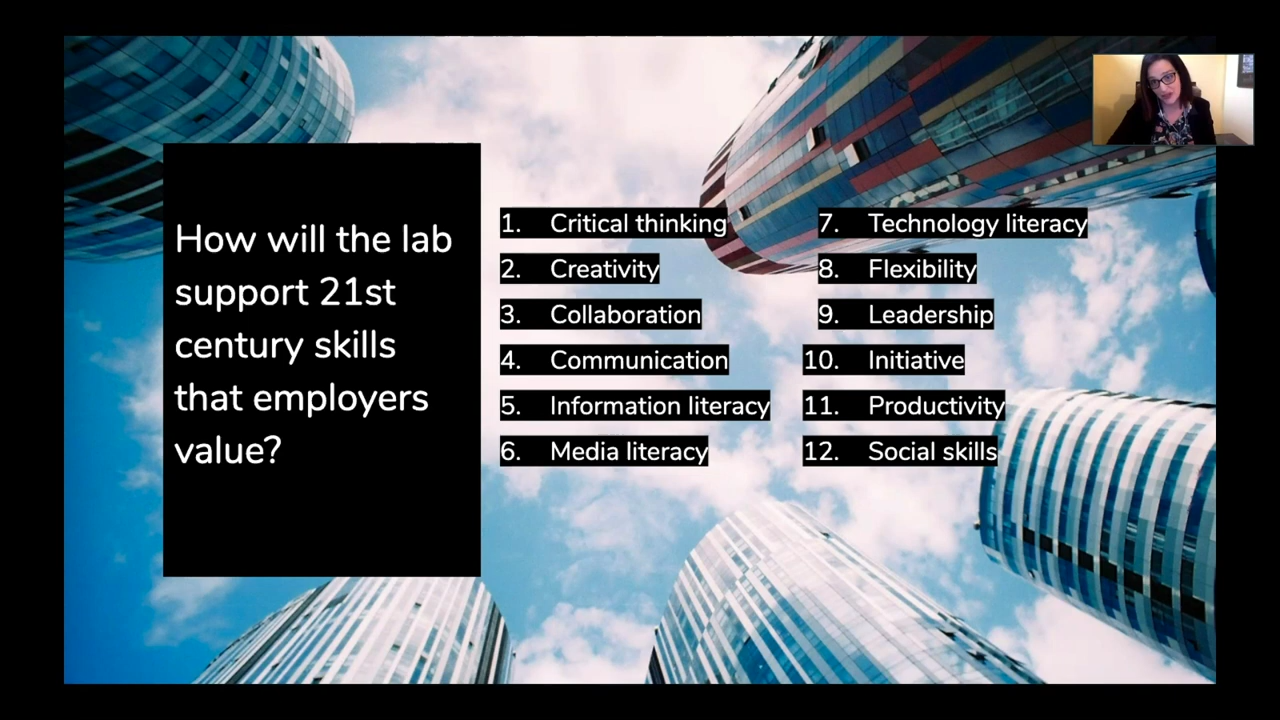 How will the lab
support 21st
century skills
that employers
value?
1. Critical thinking
2. Creativity
3. Collaboration
4. Communication
5. Information literacy
6. Media literacy
7. Technology literacy
8. Flexibility
9. Leadership
10. Initiative
11. Productivity
12. Social skills